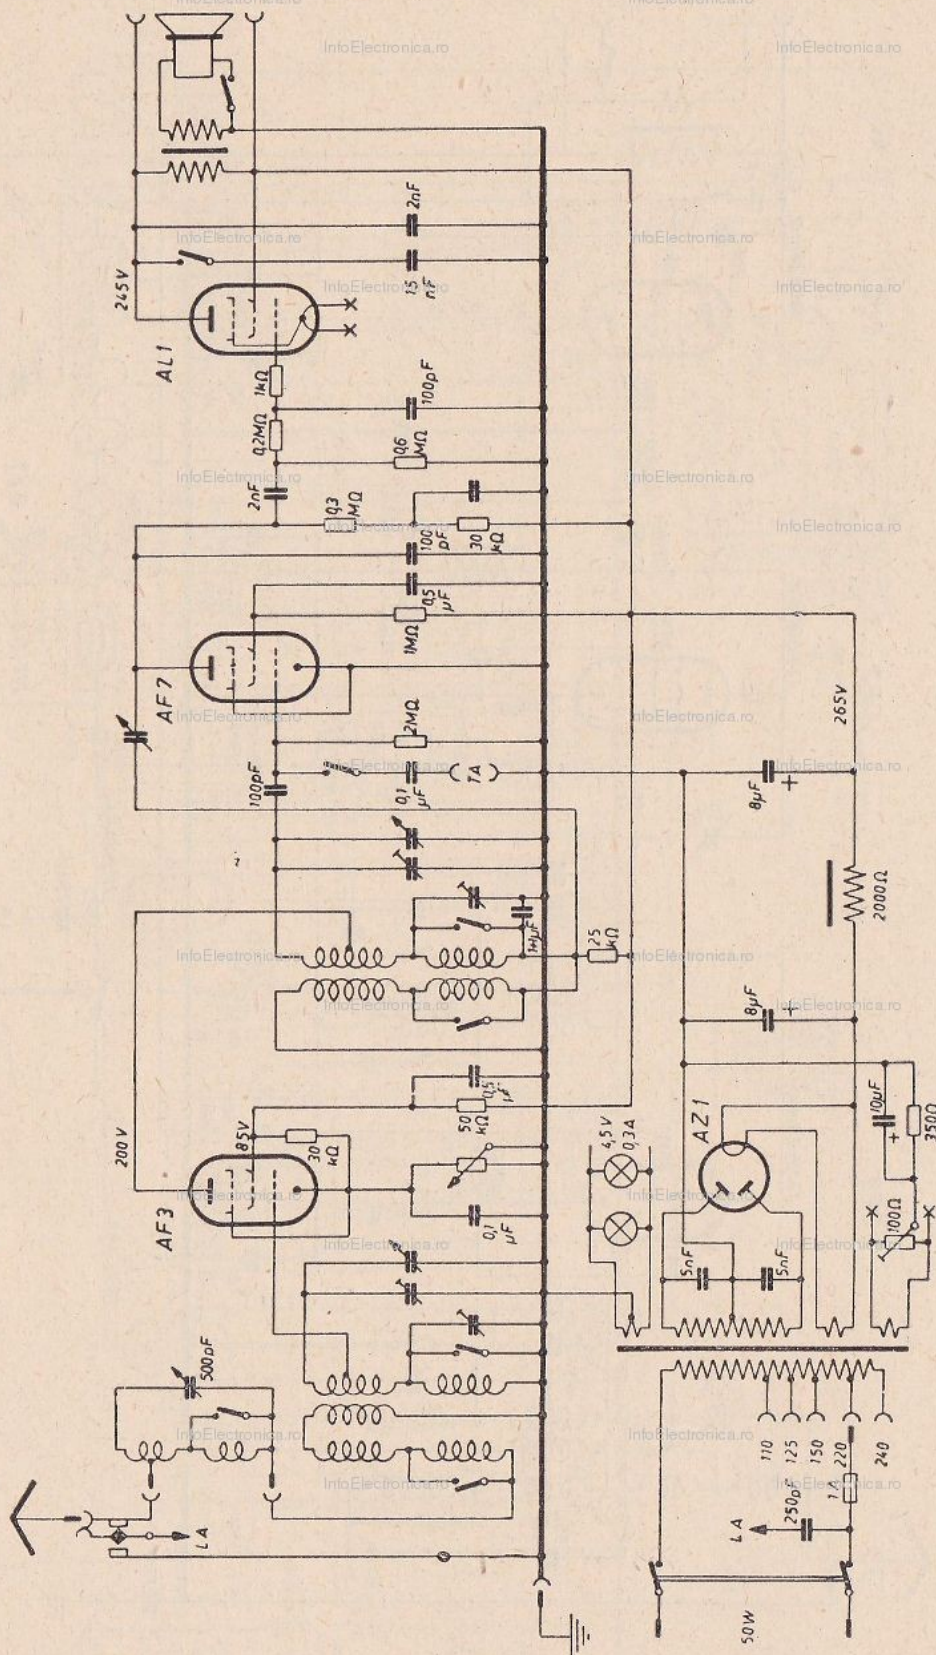 InfoElectronica.ro
245V
AL1
2nF
15 nF
1kΩ
100pF
0,2MΩ
0,6 MΩ
2nF
0,3 MΩ
100 pF
30 kΩ
0,5 µF
1MΩ
AF7
2MΩ
265V
100pF
0,1 µF
TA
8µF
+
2000Ω
25 kΩ
8µF
+
200V
85V
30 kΩ
50 kΩ
0,5 µF
AF3
0,1 µF
4,5V
0,3A
AZ1
10µF
+
350Ω
100Ω
5nF
5nF
500pF
LA
110
125
150
220
240
1A
250pF
LA
50W